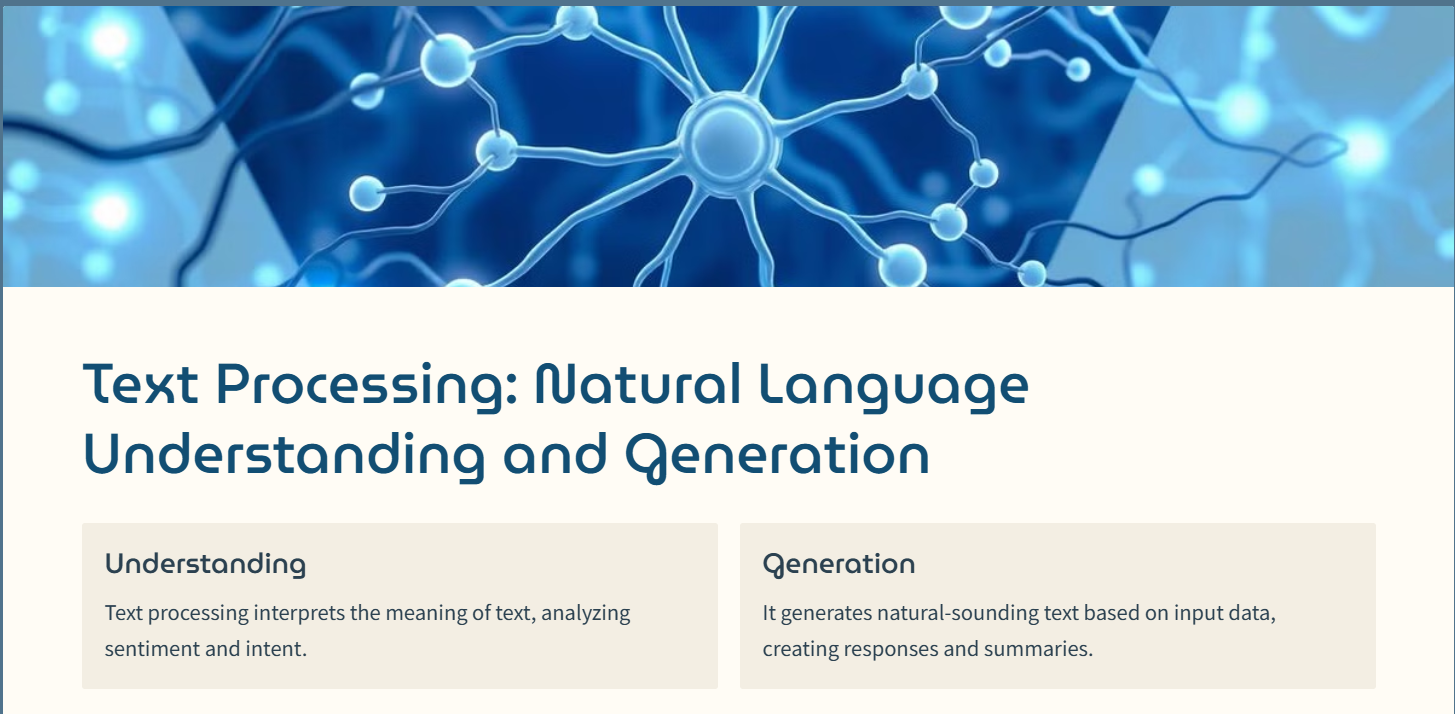 Text Processing: Natural Language
Understanding and Generation
Understanding
Text processing interprets the meaning of text, analyzing
sentiment and intent.
Generation
It generates natural-sounding text based on input data,
creating responses and summaries.